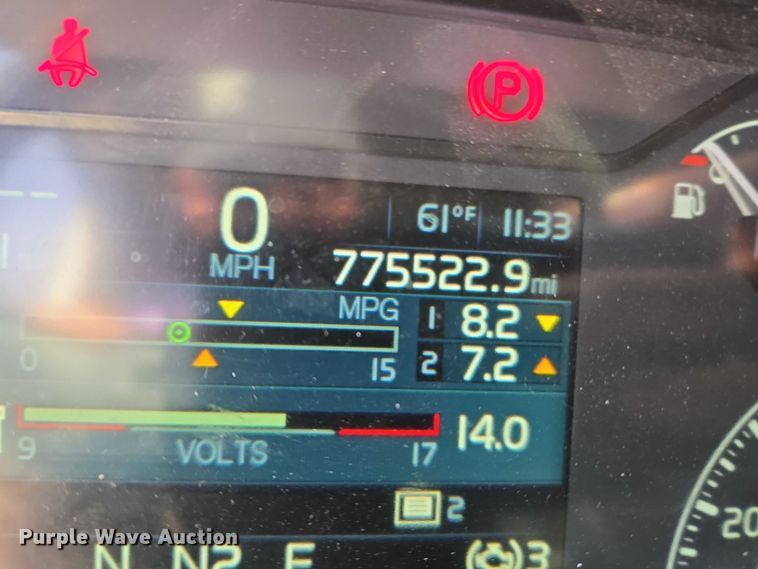 P
0
MPH
61°F
11:33
775522.9mi
MPG
1 8.2
2 7.2
0 15
VOLTS
9 17
14.0
2
Purple Wave Auction
N N2 F
3
20